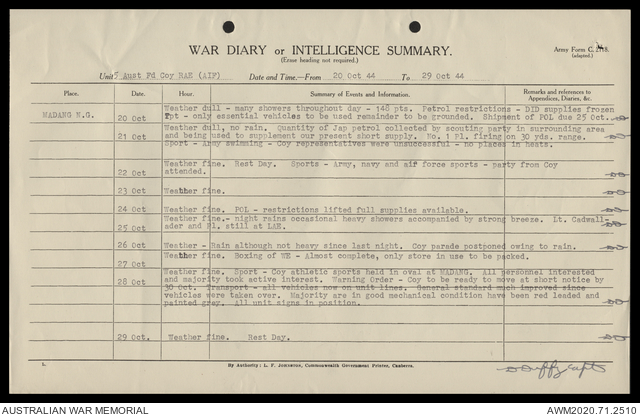 WAR DIARY or INTELLIGENCE SUMMARY.
(Erase heading not required.)
Army Form C. 2118.
(adapted.)
Unit 5 Aust Fd Coy RAE (AIF) Date and Time.—From 20 Oct 44 To 29 Oct 44
Place. Date. Hour. Summary of Events and Information. Remarks and references to
Appendices, Diaries, &c.
Weather dull - many showers throughout day - 148 pts. Petrol restrictions - DID supplies frozen
MADANG N.G. 20 Oct Tpt - only essential vehicles to be used remainder to be grounded. Shipment of POL due 25 Oct.
Weather dull, no rain. Quantity of Jap petrol collected by scouting party in surrounding area
21 Oct and being used to supplement our present short supply. No. 1 Pl. firing on 30 yds. range.
Sport - Army swimming - Coy representatives were unsuccessful - no places in heats.
Weather fine. Rest Day. Sports - Army, navy and air force sports - party from Coy
22 Oct attended.
23 Oct Weather fine.
24 Oct Weather fine. POL - restrictions lifted full supplies available.
Weather fine.- night rains occasional heavy showers accompanied by strong breeze. Lt. Cadwall-
25 Oct ader and Pl. still at LAE.
26 Oct Weather - Rain although not heavy since last night. Coy parade postponed owing to rain.
Weather fine. Boxing of WE - Almost complete, only store in use to be packed.
27 Oct
Weather fine. Sport - Coy athletic sports held in oval at MADANG. All personnel interested
28 Oct and majority took active interest. Warning Order - Coy to be ready to move at short notice by
30 Oct. Transport - all vehicles now on unit lines. General standard much improved since
vehicles were taken over. Majority are in good mechanical condition have been red leaded and
painted grey. All unit signs in position.
29 Oct. Weather fine. Rest Day.
L. By Authority: L. F. Johnston, Commonwealth Government Printer, Canberra.
AUSTRALIAN WAR MEMORIAL
AWM2020.71.2510